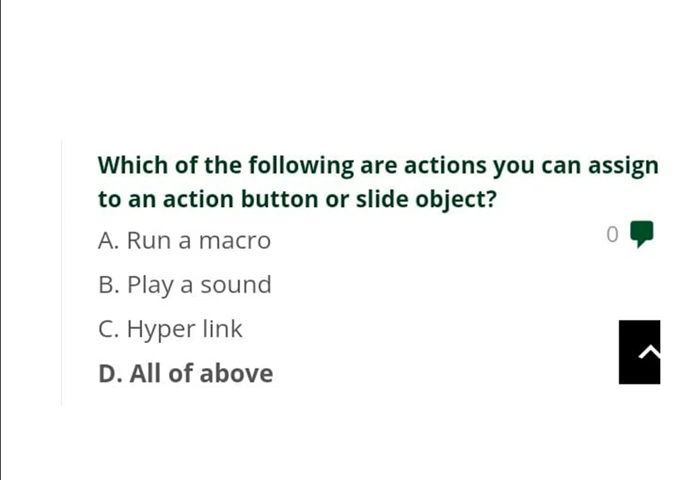 Which of the following are actions you can assign
to an action button or slide object?
A. Run a macro
0
B. Play a sound
C. Hyper link
D. All of above